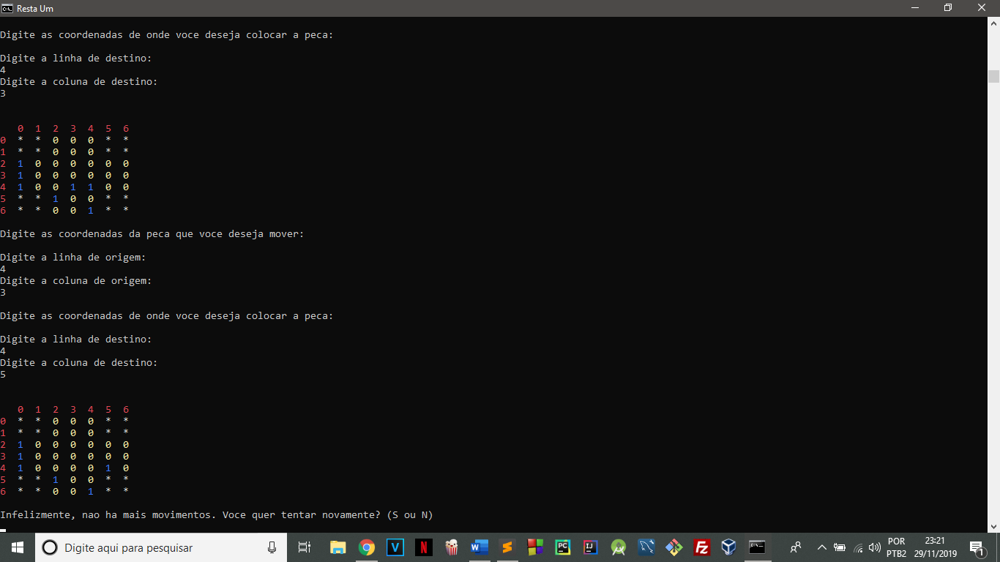 Resta Um
Digite as coordenadas de onde voce deseja colocar a peca:
Digite a linha de destino:
4
Digite a coluna de destino:
3
0 1 2 3 4 5 6
0 * * 0 0 0 * *
1 * * 0 0 0 * *
2 1 0 0 0 0 0 0
3 1 0 0 0 0 0 0
4 1 0 0 1 1 0 0
5 * * 1 0 0 * *
6 * * 0 0 1 * *
Digite as coordenadas da peca que voce deseja mover:
Digite a linha de origem:
4
Digite a coluna de origem:
3
Digite as coordenadas de onde voce deseja colocar a peca:
Digite a linha de destino:
4
Digite a coluna de destino:
5
0 1 2 3 4 5 6
0 * * 0 0 0 * *
1 * * 0 0 0 * *
2 1 0 0 0 0 0 0
3 1 0 0 0 0 0 0
4 1 0 0 0 0 1 0
5 * * 1 0 0 * *
6 * * 0 0 1 * *
Infelizmente, nao ha mais movimentos. Voce quer tentar novamente? (S ou N)
Digite aqui para pesquisar
POR
PTB2
23:21
29/11/2019
1